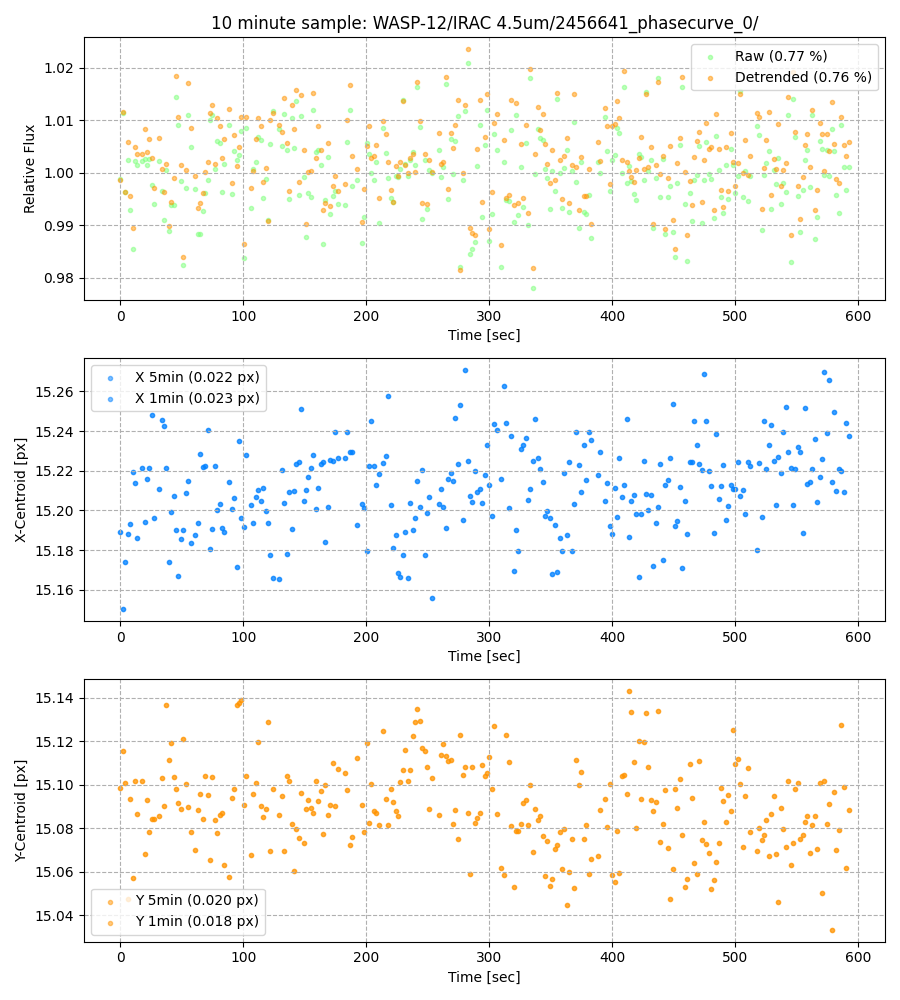 10 minute sample: WASP-12/IRAC 4.5um/2456641_phasecurve_0/
Relative Flux
1.02
1.01
1.00
0.99
0.98
Raw (0.77 %)
Detrended (0.76 %)
0 100 200 300 400 500 600
Time [sec]
X-Centroid [px]
15.26
15.24
15.22
15.20
15.18
15.16
X 5min (0.022 px)
X 1min (0.023 px)
0 100 200 300 400 500 600
Time [sec]
Y-Centroid [px]
15.14
15.12
15.10
15.08
15.06
15.04
Y 5min (0.020 px)
Y 1min (0.018 px)
0 100 200 300 400 500 600
Time [sec]